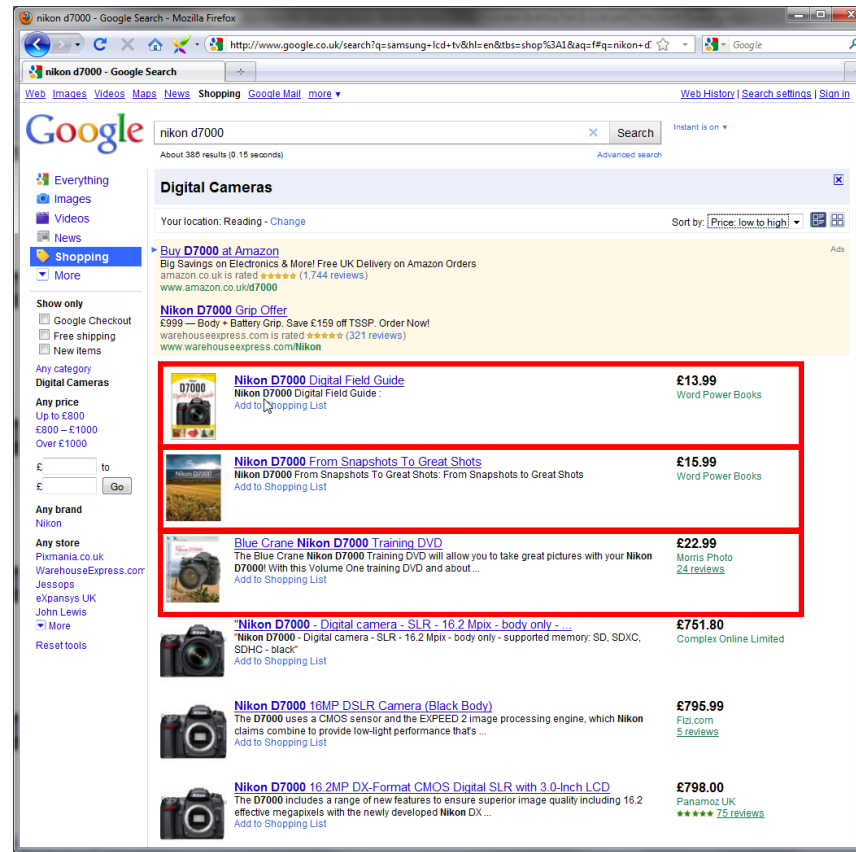 nikon d7000 - Google Search - Mozilla Firefox
http://www.google.co.uk/search?q=samsung+lcd+tv&hl=en&tbs=shop%3A1&aq=f#q=nikon+d7
Google
nikon d7000 - Google Search
Web Images Videos Maps News Shopping Google Mail more ▼
Web History | Search settings | Sign in
Google
nikon d7000
Search
Instant is on ▼
About 386 results (0.15 seconds)
Advanced search
Everything
Images
Videos
News
Shopping
More
Show only
Google Checkout
Free shipping
New items
Any category
Digital Cameras
Any price
Up to £800
£800 – £1000
Over £1000
£ to
£ Go
Any brand
Nikon
Any store
Pixmania.co.uk
WarehouseExpress.com
Jessops
eXpansys UK
John Lewis
More
Reset tools
Digital Cameras
Your location: Reading - Change
Sort by: Price: low to high
Buy D7000 at Amazon
Ads
Big Savings on Electronics & More! Free UK Delivery on Amazon Orders
amazon.co.uk is rated ★★★★★ (1,744 reviews)
www.amazon.co.uk/d7000
Nikon D7000 Grip Offer
£999 — Body + Battery Grip. Save £159 off TSSP. Order Now!
warehouseexpress.com is rated ★★★★★ (321 reviews)
www.warehouseexpress.com/Nikon
D7000
Nikon D7000 Digital Field Guide
£13.99
Nikon D7000 Digital Field Guide :
Word Power Books
Add to Shopping List
Nikon D7000
Nikon D7000 From Snapshots To Great Shots
£15.99
Nikon D7000 From Snapshots To Great Shots: From Snapshots to Great Shots
Word Power Books
Add to Shopping List
Blue Crane Nikon D7000 Training DVD
£22.99
The Blue Crane Nikon D7000 Training DVD will allow you to take great pictures with your Nikon
Morris Photo
D7000! With this Volume One training DVD and about ...
24 reviews
Add to Shopping List
"Nikon D7000 - Digital camera - SLR - 16.2 Mpix - body only - ...
£751.80
"Nikon D7000 - Digital camera - SLR - 16.2 Mpix - body only - supported memory: SD, SDXC,
Complex Online Limited
SDHC - black"
Add to Shopping List
Nikon D7000 16MP DSLR Camera (Black Body)
£795.99
The D7000 uses a CMOS sensor and the EXPEED 2 image processing engine, which Nikon
Fizi.com
claims combine to provide low-light performance that's ...
5 reviews
Add to Shopping List
Nikon D7000 16.2MP DX-Format CMOS Digital SLR with 3.0-Inch LCD
£798.00
The D7000 includes a range of new features to ensure superior image quality including 16.2
Panamoz UK
effective megapixels with the newly developed Nikon DX ...
★★★★★ 75 reviews
Add to Shopping List